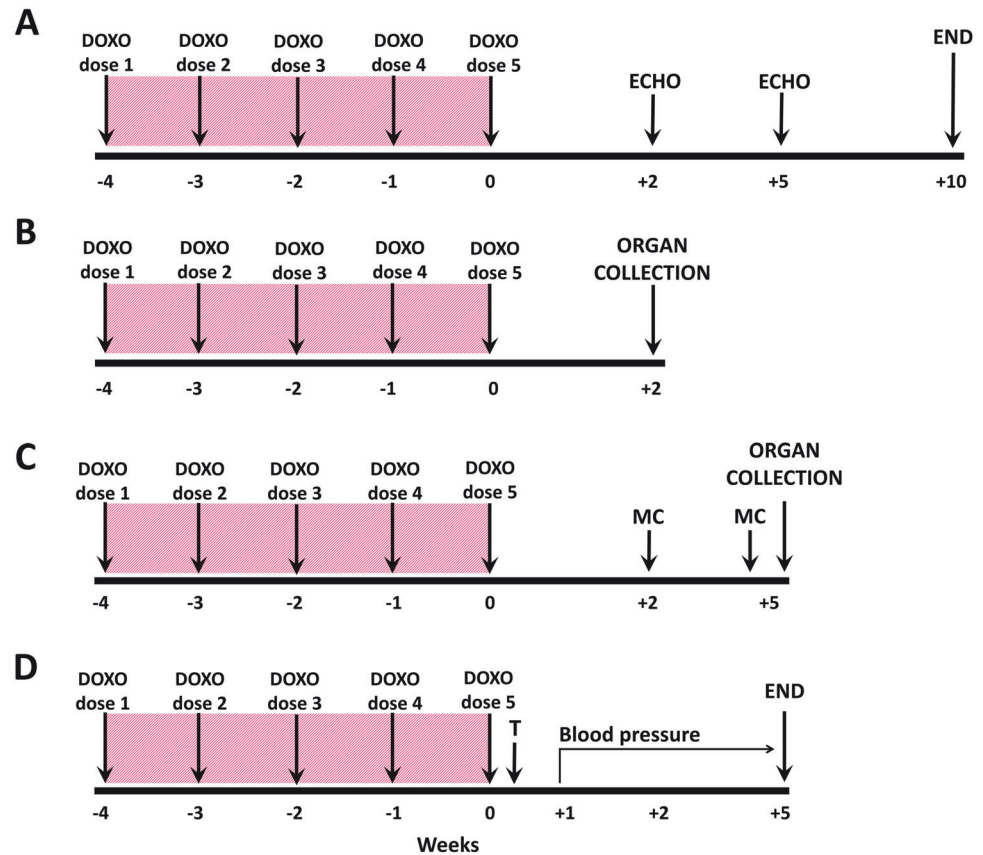 A
DOXO DOXO DOXO DOXO DOXO
dose 1 dose 2 dose 3 dose 4 dose 5
END
ECHO ECHO
-4 -3 -2 -1 0 +2 +5 +10
B
DOXO DOXO DOXO DOXO DOXO
dose 1 dose 2 dose 3 dose 4 dose 5
ORGAN
COLLECTION
-4 -3 -2 -1 0 +2
C
DOXO DOXO DOXO DOXO DOXO
dose 1 dose 2 dose 3 dose 4 dose 5
ORGAN
COLLECTION
MC MC
-4 -3 -2 -1 0 +2 +5
D
DOXO DOXO DOXO DOXO DOXO
dose 1 dose 2 dose 3 dose 4 dose 5
END
T
Blood pressure
-4 -3 -2 -1 0 +1 +2 +5
Weeks